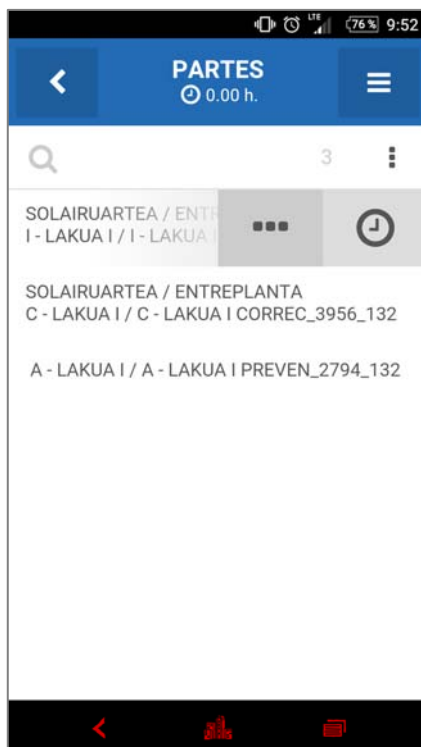 LTE 76% 9:52
PARTES
0.00 h.
3
SOLAIRUARTEA / ENTR
I - LAKUA I / I - LAKUA I
SOLAIRUARTEA / ENTREPLANTA
C - LAKUA I / C - LAKUA I CORREC_3956_132
A - LAKUA I / A - LAKUA I PREVEN_2794_132